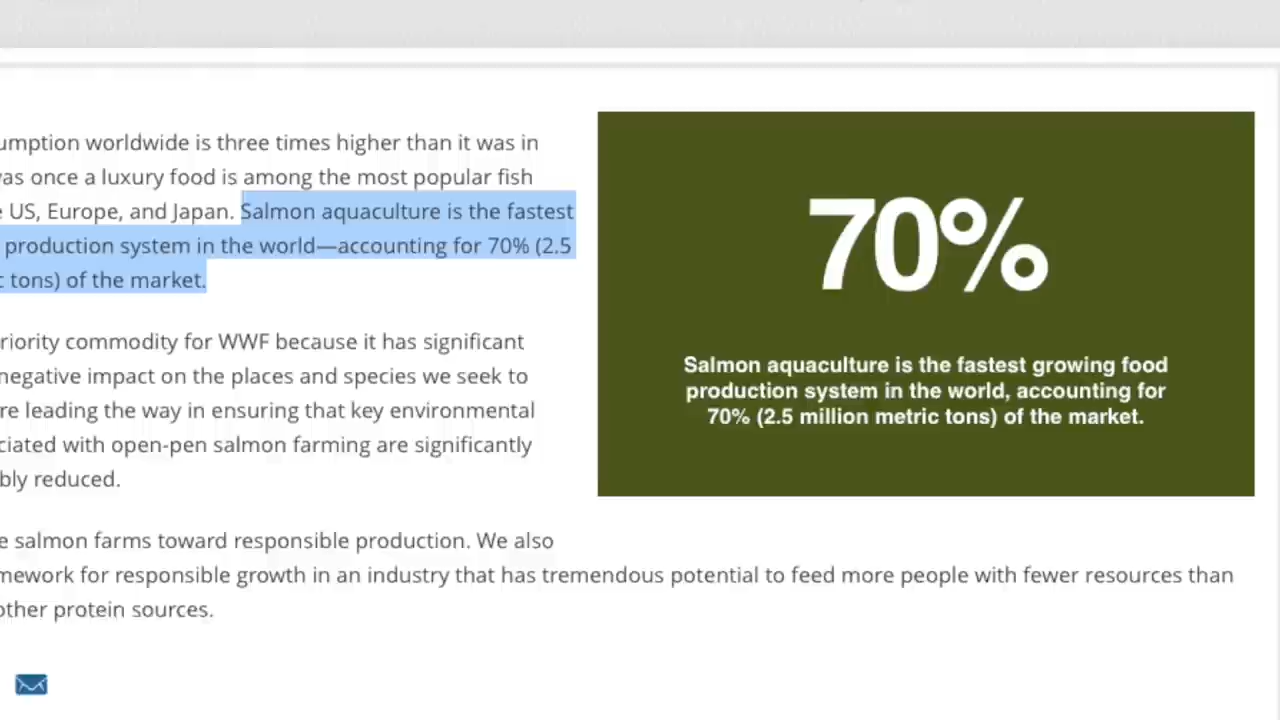 umption worldwide is three times higher than it was in
as once a luxury food is among the most popular fish
e US, Europe, and Japan. Salmon aquaculture is the fastest
production system in the world—accounting for 70% (2.5
c tons) of the market.
riority commodity for WWF because it has significant
negative impact on the places and species we seek to
re leading the way in ensuring that key environmental
ciated with open-pen salmon farming are significantly
bly reduced.
e salmon farms toward responsible production. We also
mework for responsible growth in an industry that has tremendous potential to feed more people with fewer resources than
other protein sources.
70%
Salmon aquaculture is the fastest growing food
production system in the world, accounting for
70% (2.5 million metric tons) of the market.